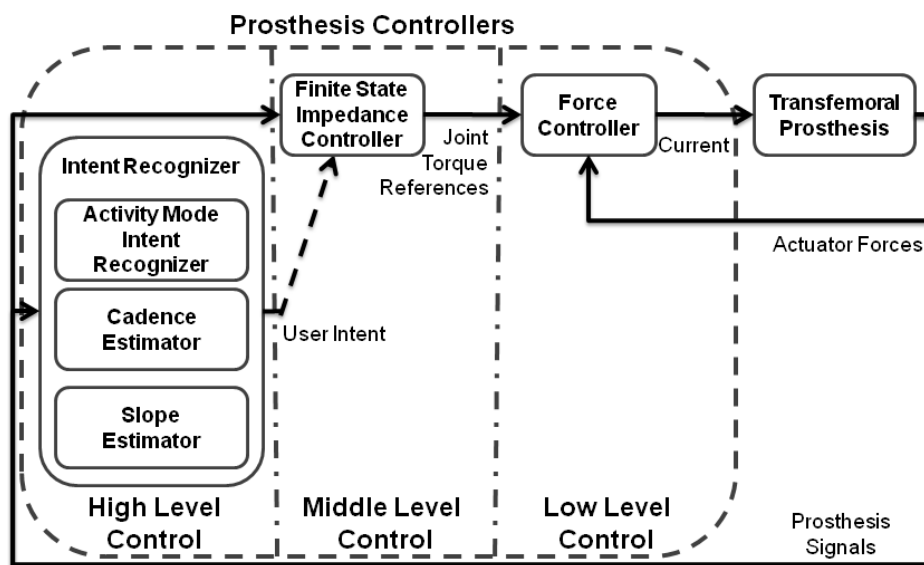 Prosthesis Controllers
Finite State
Impedance
Controller
Force
Controller
Transfemoral
Prosthesis
Joint
Torque
References
Current
Intent Recognizer
Activity Mode
Intent
Recognizer
Cadence
Estimator
Slope
Estimator
User Intent
Actuator Forces
High Level
Control
Middle Level
Control
Low Level
Control
Prosthesis
Signals